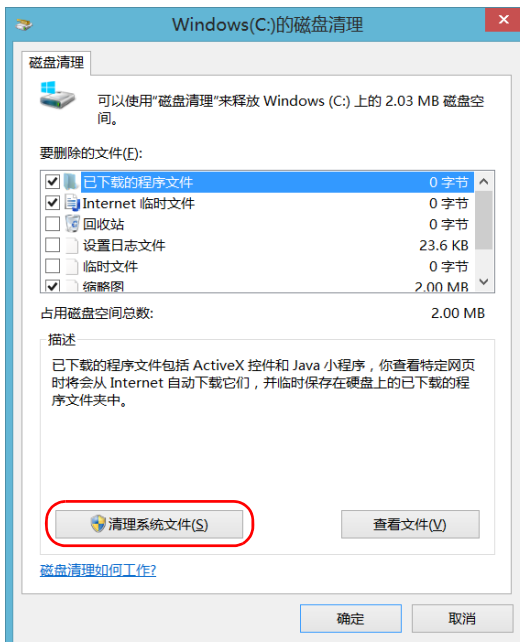 Windows(C:)的磁盘清理
磁盘清理
可以使用“磁盘清理”来释放 Windows (C:) 上的 2.03 MB 磁盘空
间。
要删除的文件(F):
已下载的程序文件 0 字节
Internet 临时文件 0 字节
回收站 0 字节
设置日志文件 23.6 KB
临时文件 0 字节
缩略图 2.00 MB
占用磁盘空间总数: 2.00 MB
描述
已下载的程序文件包括 ActiveX 控件和 Java 小程序，你查看特定网页
时将会从 Internet 自动下载它们，并临时保存在硬盘上的已下载的程
序文件夹中。
清理系统文件(S) 查看文件(V)
磁盘清理如何工作?
确定 取消